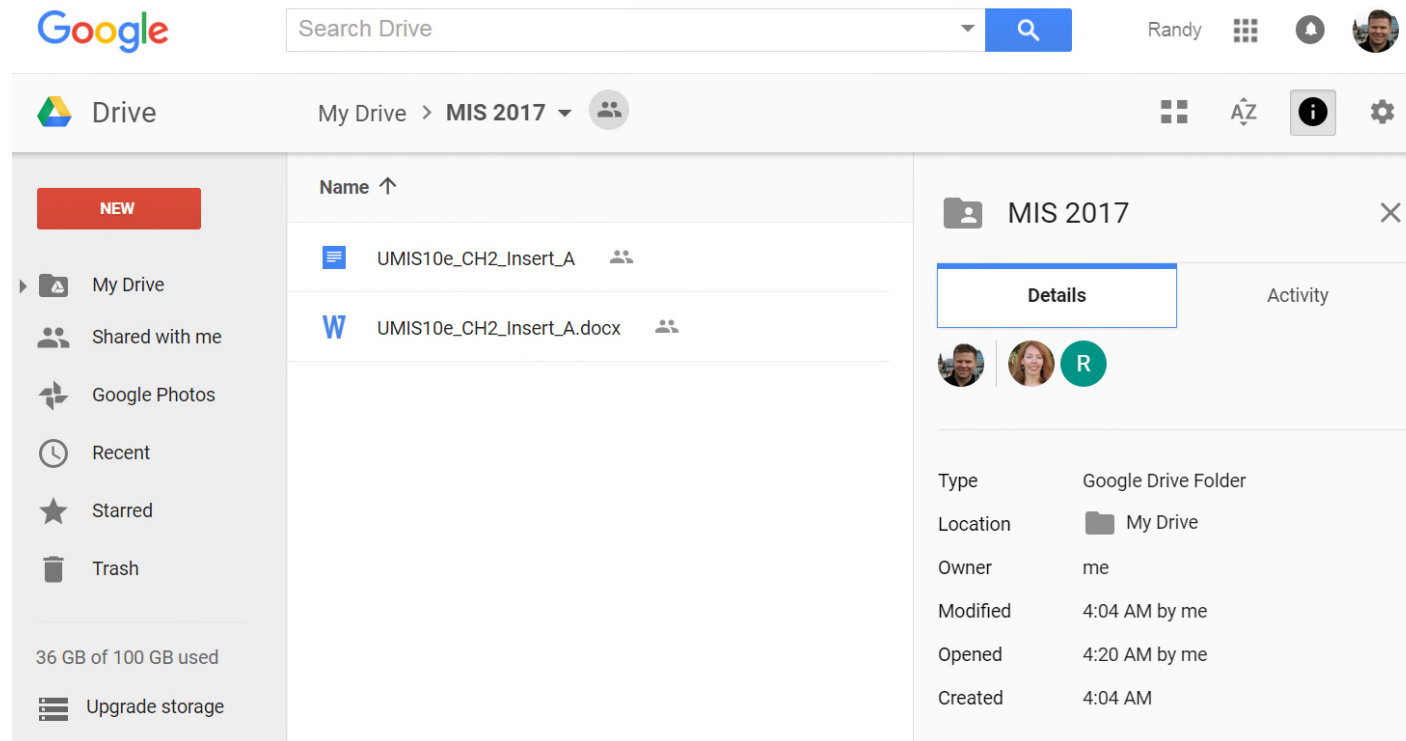 Google
Search Drive
Randy
Drive
My Drive > MIS 2017
AZ
i
NEW
My Drive
Shared with me
Google Photos
Recent
Starred
Trash
36 GB of 100 GB used
Upgrade storage
Name ↑
UMIS10e_CH2_Insert_A
W UMIS10e_CH2_Insert_A.docx
MIS 2017
Details Activity
R
Type Google Drive Folder
Location My Drive
Owner me
Modified 4:04 AM by me
Opened 4:20 AM by me
Created 4:04 AM